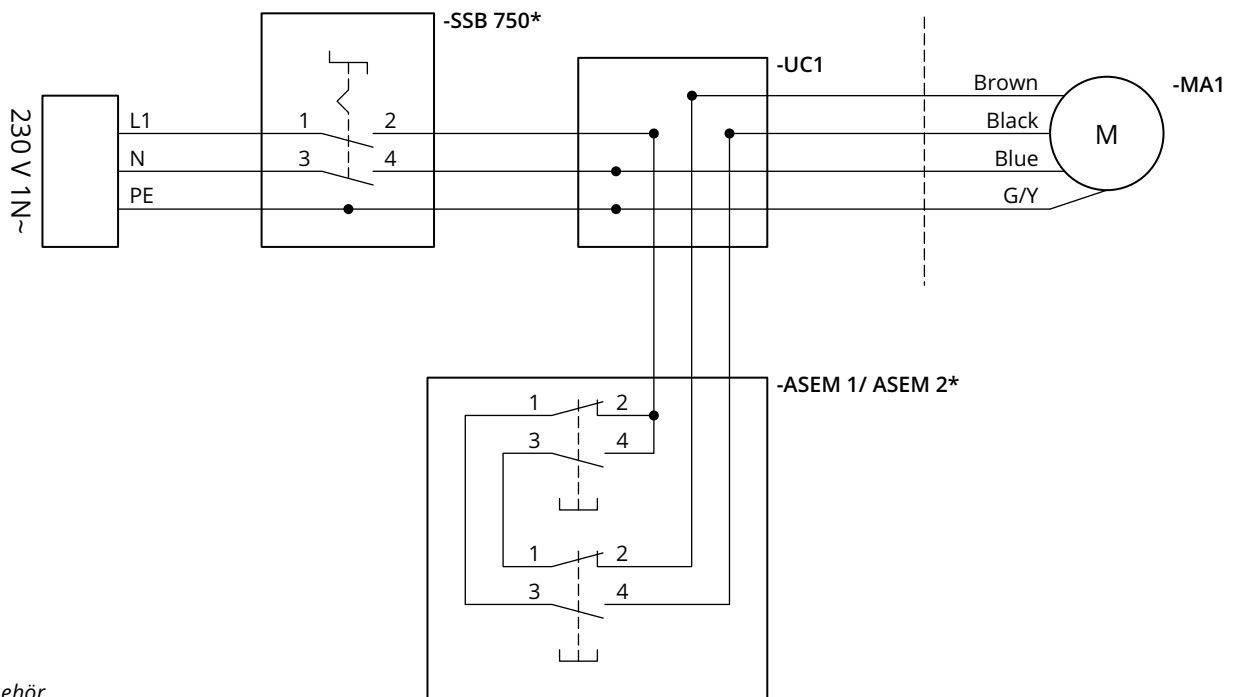 -SSB 750*
-UC1
-MA1
230 V 1N~
L1
N
PE
1
2
3
4
Brown
Black
Blue
G/Y
M
-ASEM 1/ ASEM 2*
1
2
3
4
1
2
3
4